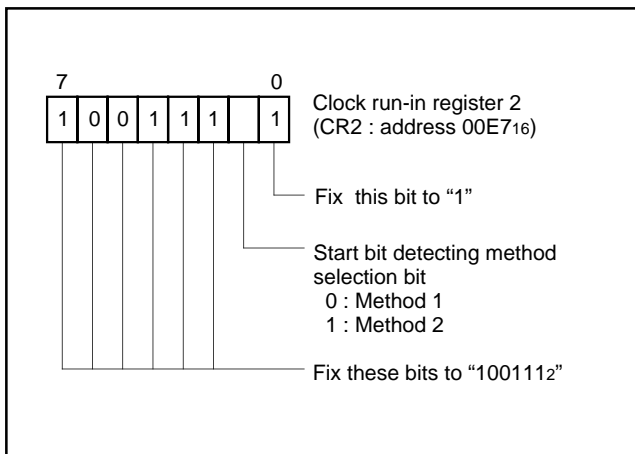 7 0
1 0 0 1 1 1 1
Clock run-in register 2
(CR2 : address 00E716)
Fix this bit to “1”
Start bit detecting method
selection bit
0 : Method 1
1 : Method 2
Fix these bits to “1001112”